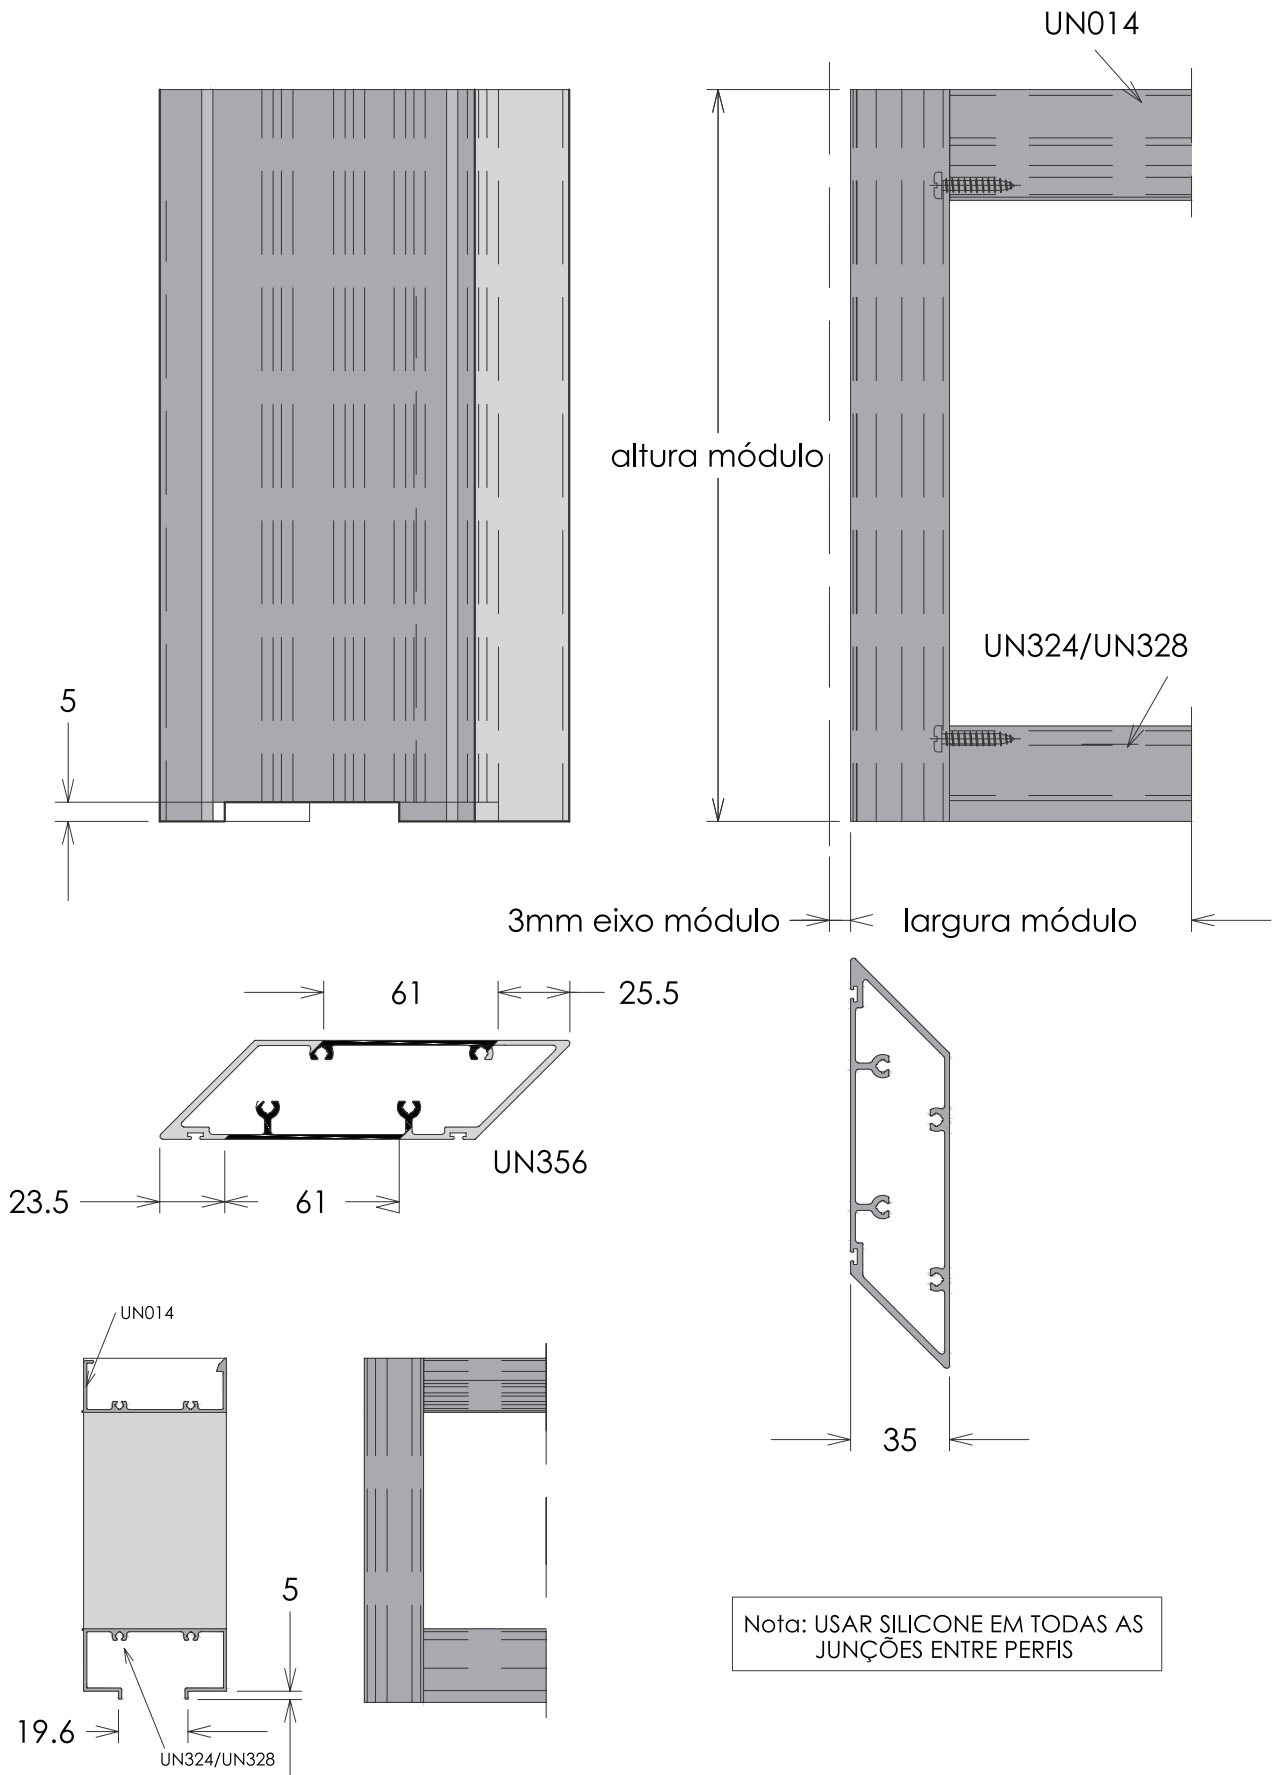 UN014
altura módulo
UN324/UN328
5
3mm eixo módulo
largura módulo
61
25.5
UN356
23.5
61
UN014
35
5
Nota: USAR SILICONE EM TODAS AS
JUNÇÕES ENTRE PERFIS
19.6
UN324/UN328